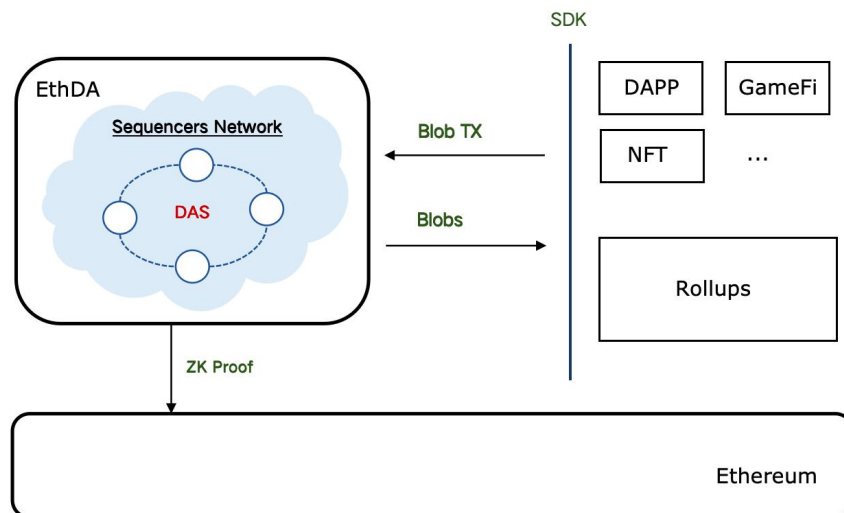 SDK
EthDA
Sequencers Network
DAS
Blob TX
Blobs
DAPP
GameFi
NFT
...
Rollups
ZK Proof
Ethereum